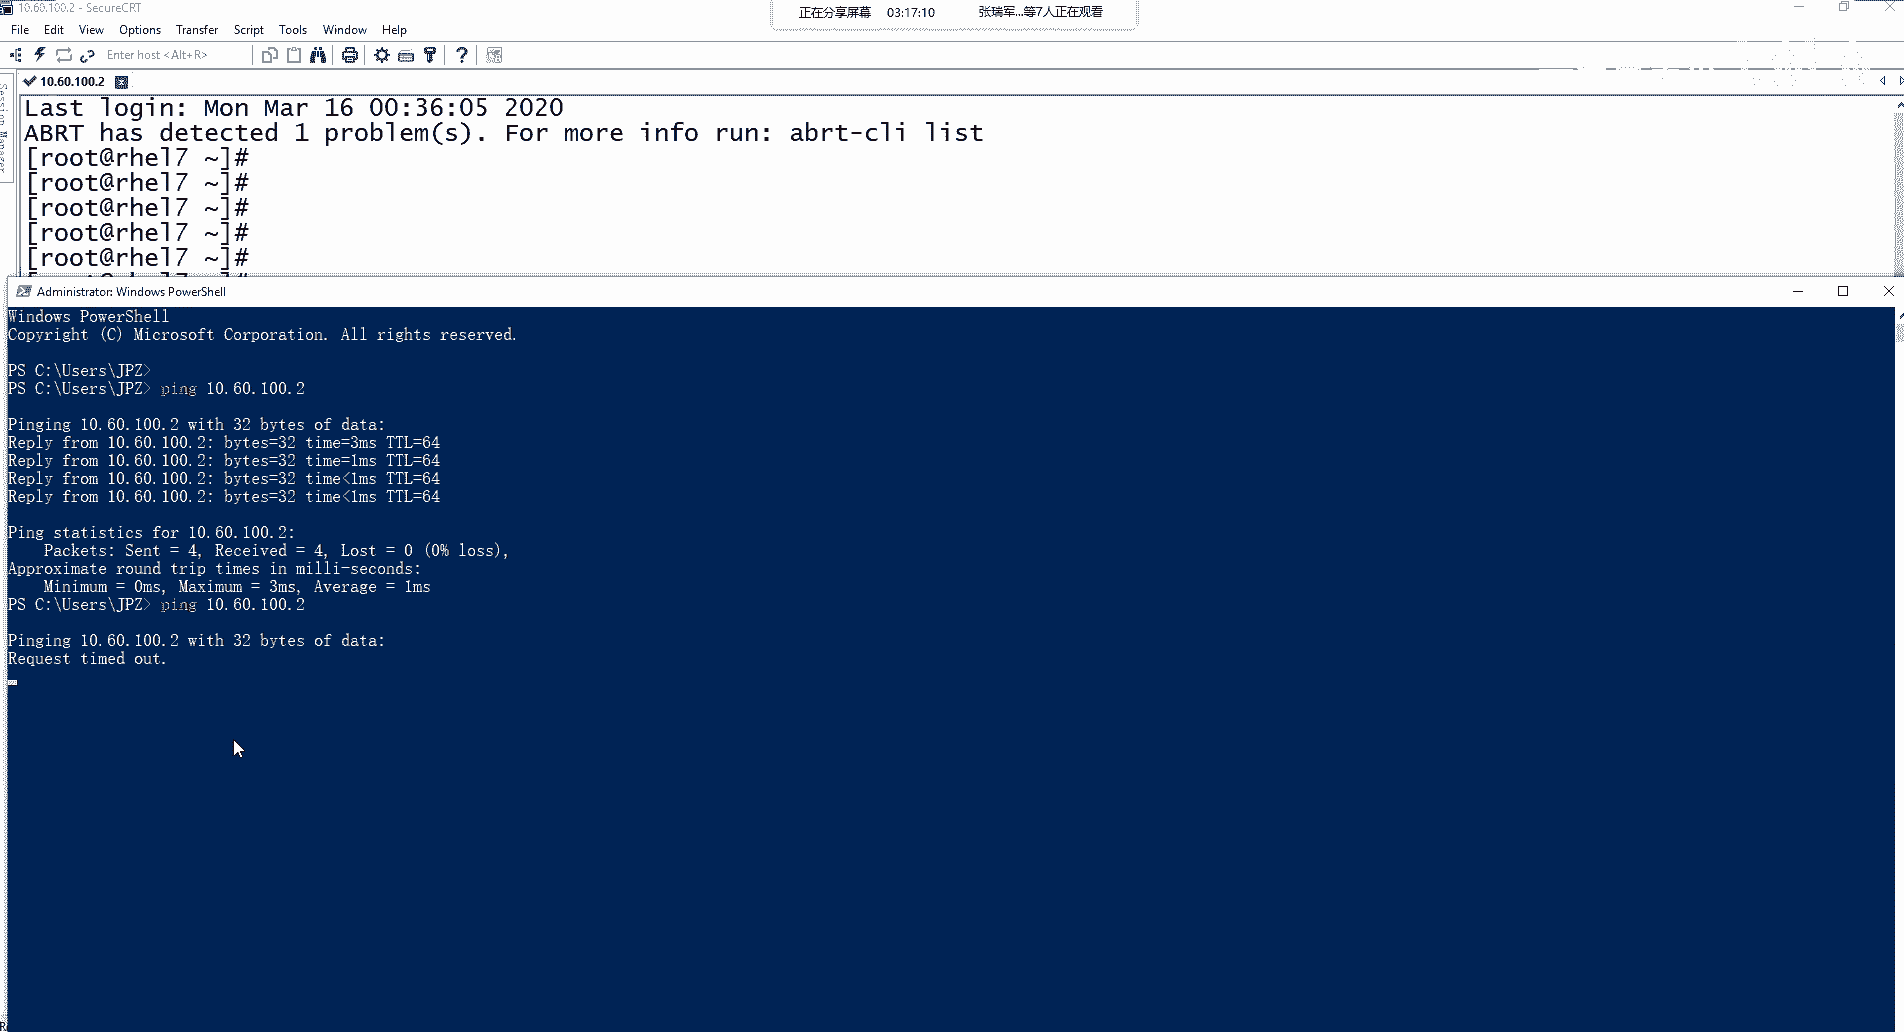 10.60.100.2 - SecureCRT
正在分享屏幕 03:17:10 张瑞军...等7人正在观看
File Edit View Options Transfer Script Tools Window Help
Enter host <Alt+R>
10.60.100.2
Session Manager
Last login: Mon Mar 16 00:36:05 2020
ABRT has detected 1 problem(s). For more info run: abrt-cli list
[root@rhel7 ~]#
[root@rhel7 ~]#
[root@rhel7 ~]#
[root@rhel7 ~]#
[root@rhel7 ~]#
Administrator: Windows PowerShell
Windows PowerShell
Copyright (C) Microsoft Corporation. All rights reserved.
PS C:\Users\JPZ>
PS C:\Users\JPZ> ping 10.60.100.2
Pinging 10.60.100.2 with 32 bytes of data:
Reply from 10.60.100.2: bytes=32 time=3ms TTL=64
Reply from 10.60.100.2: bytes=32 time=1ms TTL=64
Reply from 10.60.100.2: bytes=32 time<1ms TTL=64
Reply from 10.60.100.2: bytes=32 time<1ms TTL=64
Ping statistics for 10.60.100.2:
Packets: Sent = 4, Received = 4, Lost = 0 (0% loss),
Approximate round trip times in milli-seconds:
Minimum = 0ms, Maximum = 3ms, Average = 1ms
PS C:\Users\JPZ> ping 10.60.100.2
Pinging 10.60.100.2 with 32 bytes of data:
Request timed out.